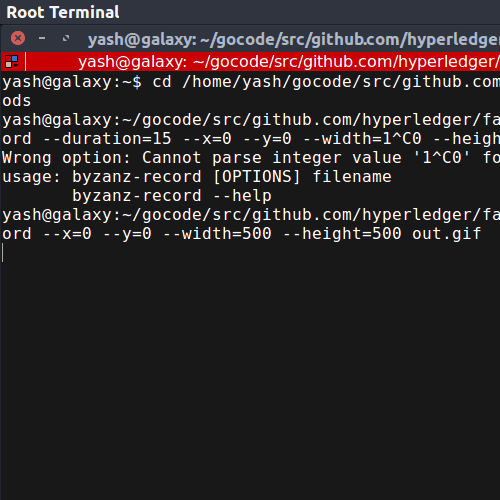 Root Terminal
yash@galaxy: ~/gocode/src/github.com/hyperledger
yash@galaxy: ~/gocode/src/github.com/hyperledger/
yash@galaxy:~$ cd /home/yash/gocode/src/github.com
ods
yash@galaxy:~/gocode/src/github.com/hyperledger/fa
ord --duration=15 --x=0 --y=0 --width=1^C0 --heigh
Wrong option: Cannot parse integer value '1^C0' fo
usage: byzanz-record [OPTIONS] filename
byzanz-record --help
yash@galaxy:~/gocode/src/github.com/hyperledger/fa
ord --x=0 --y=0 --width=500 --height=500 out.gif